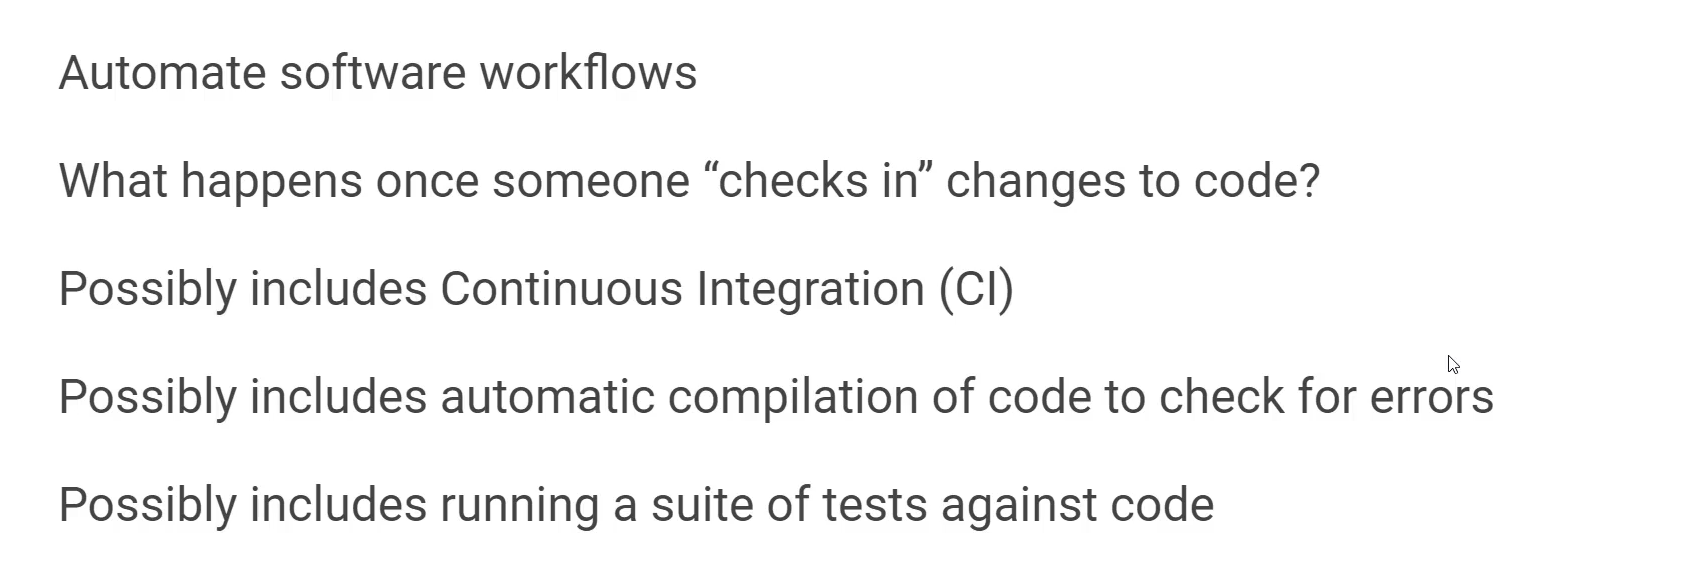 Automate software workflows
What happens once someone “checks in” changes to code?
Possibly includes Continuous Integration (CI)
Possibly includes automatic compilation of code to check for errors
Possibly includes running a suite of tests against code